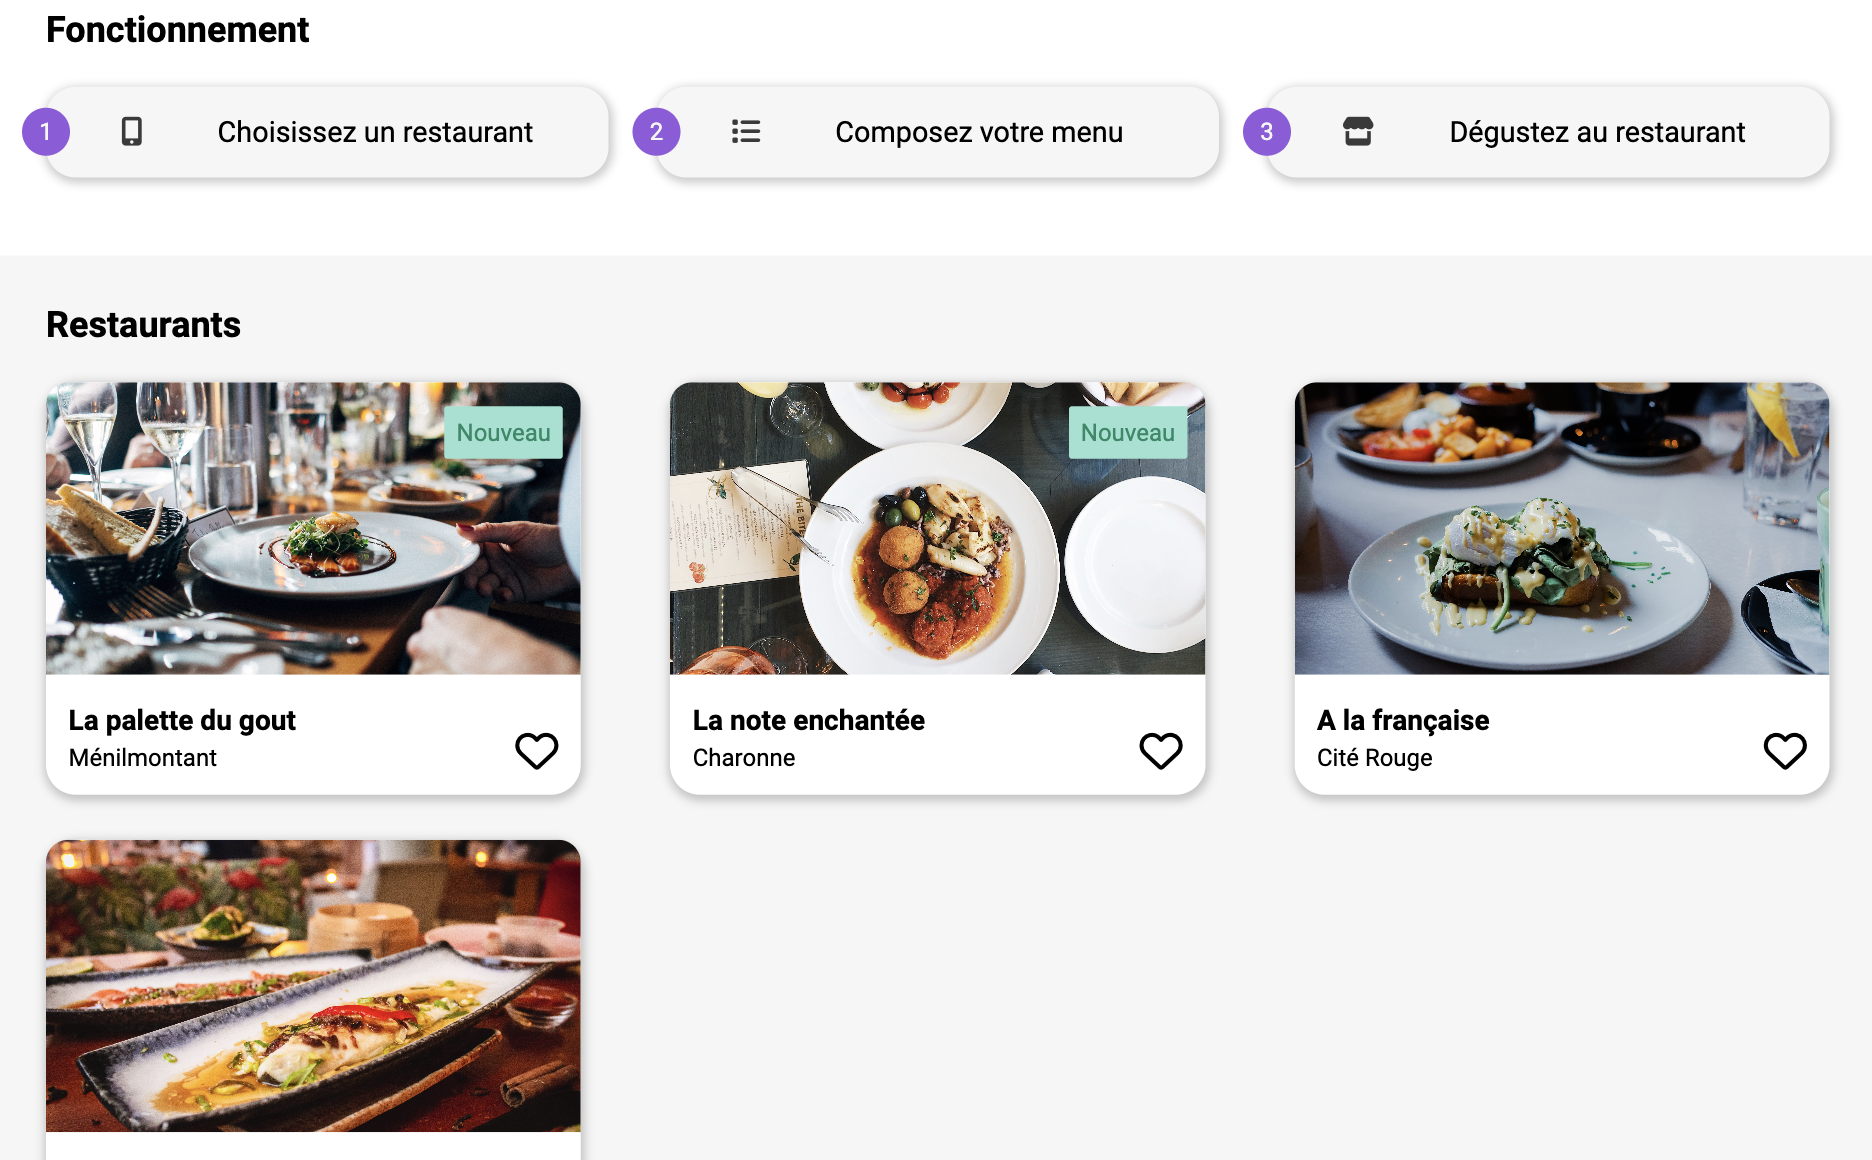 Fonctionnement
1 Choisissez un restaurant
2 Composez votre menu
3 Dégustez au restaurant
Restaurants
Nouveau
Nouveau
La palette du gout
Ménilmontant
La note enchantée
Charonne
A la française
Cité Rouge